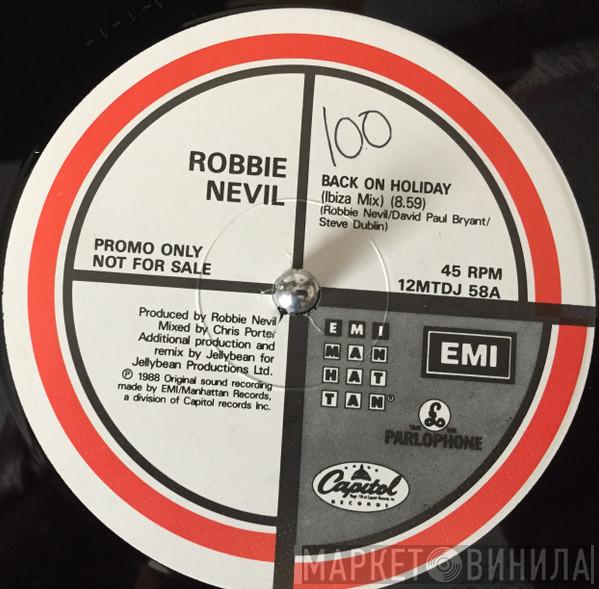 100
ROBBIE
NEVIL
BACK ON HOLIDAY
(Ibiza Mix) (8.59)
(Robbie Nevil/David Paul Bryant/
Steve Dublin)
PROMO ONLY
NOT FOR SALE
45 RPM
12MTDJ 58A
Produced by Robbie Nevil
Mixed by Chris Porter
Additional production and
remix by Jellybean for
Jellybean Productions Ltd.
℗ 1988 Original sound recording
made by EMI/Manhattan Records,
a division of Capitol records Inc.
EMI
MAN
HAT
TAN®
EMI
PARLOPHONE
Capitol
RECORDS
МАРКЕТ ВИНИЛА